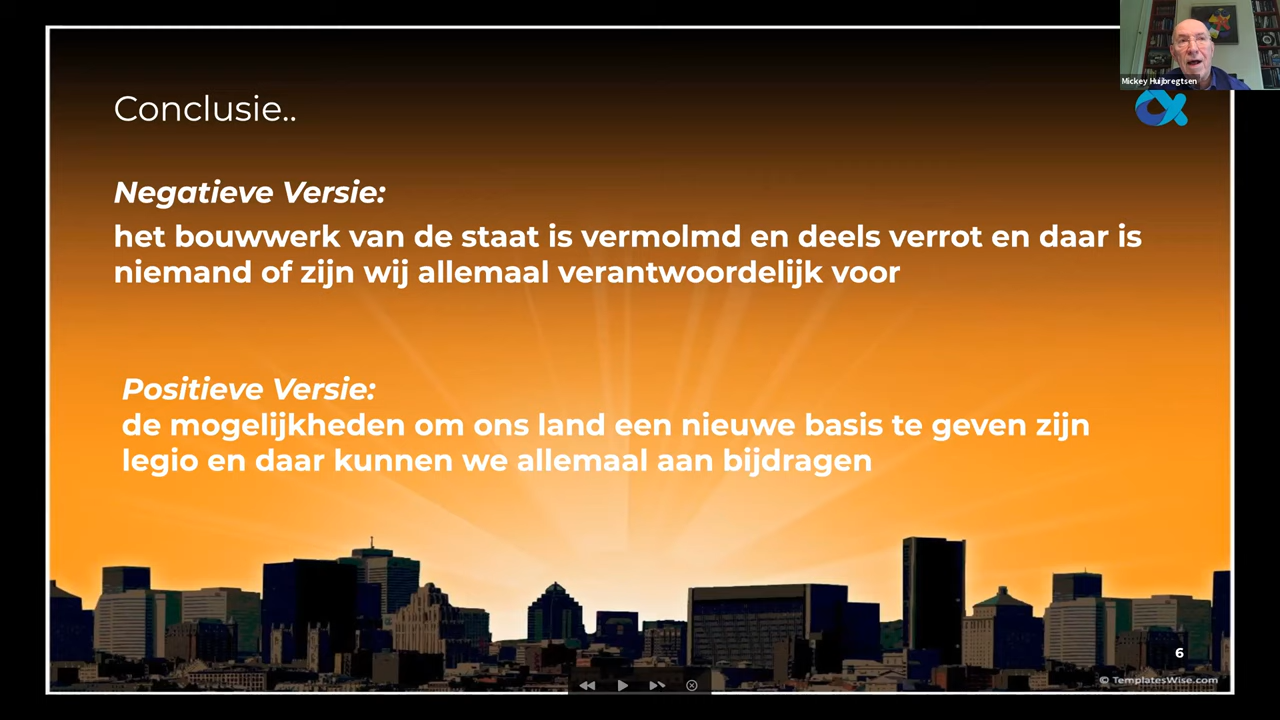 Mickey Huijbregtsen
Conclusie..
Negatieve Versie:
het bouwwerk van de staat is vermolmd en deels verrot en daar is
niemand of zijn wij allemaal verantwoordelijk voor
Positieve Versie:
de mogelijkheden om ons land een nieuwe basis te geven zijn
legio en daar kunnen we allemaal aan bijdragen
6
© TemplatesWise.com